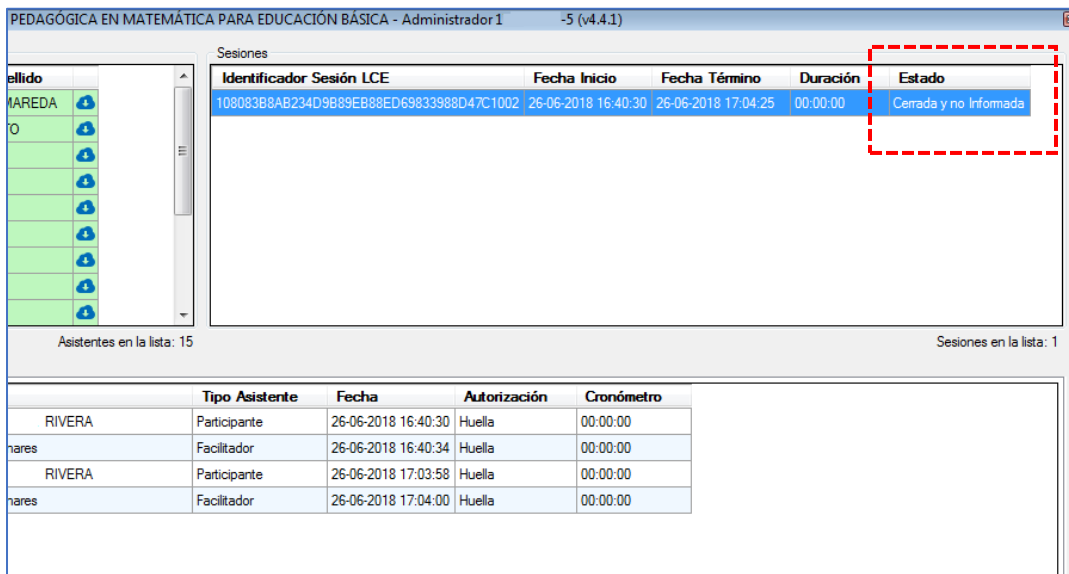 PEDAGÓGICA EN MATEMÁTICA PARA EDUCACIÓN BÁSICA - Administrador 1 -5 (v4.4.1)
Sesiones
ellido
Identificador Sesión LCE Fecha Inicio Fecha Término Duración Estado
MAREDA
108083B8AB234D9B89EB88ED69833988D47C1002 26-06-2018 16:40:30 26-06-2018 17:04:25 00:00:00 Cerrada y no Informada
TO
Asistentes en la lista: 15
Sesiones en la lista: 1
Tipo Asistente Fecha Autorización Cronómetro
RIVERA Participante 26-06-2018 16:40:30 Huella 00:00:00
nares Facilitador 26-06-2018 16:40:34 Huella 00:00:00
RIVERA Participante 26-06-2018 17:03:58 Huella 00:00:00
nares Facilitador 26-06-2018 17:04:00 Huella 00:00:00